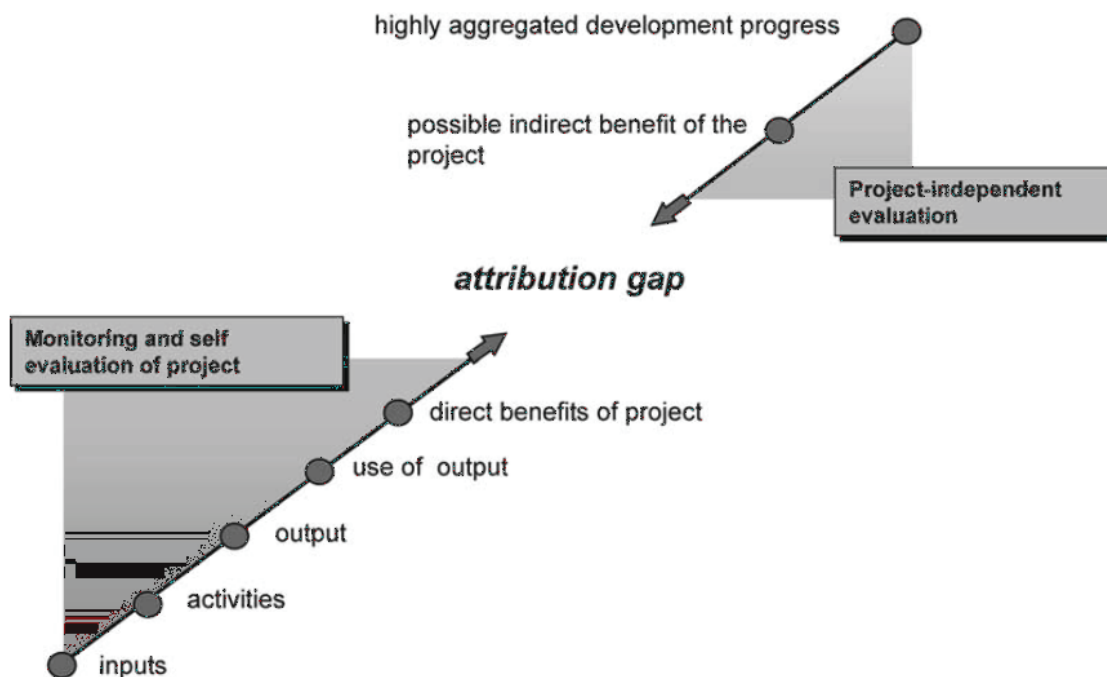 highly aggregated development progress
possible indirect benefit of the
project
Project-independent
evaluation
attribution gap
Monitoring and self
evaluation of project
direct benefits of project
use of output
output
activities
inputs